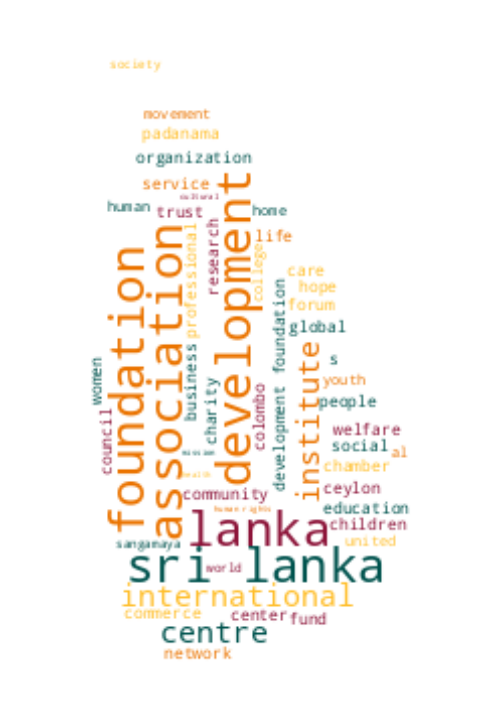 society
movement
padanama
organization
service
cultural
human
trust
home
development
research
association
professional
life
college
foundation
care
hope
forum
development foundation
global
institute
business
s
women
youth
charity
colombo
people
council
welfare
social
al
mission
chamber
health
community
ceylon
education
human rights
lanka
children
sangamaya
united
sri lanka
world
international
commerce
center
fund
centre
network